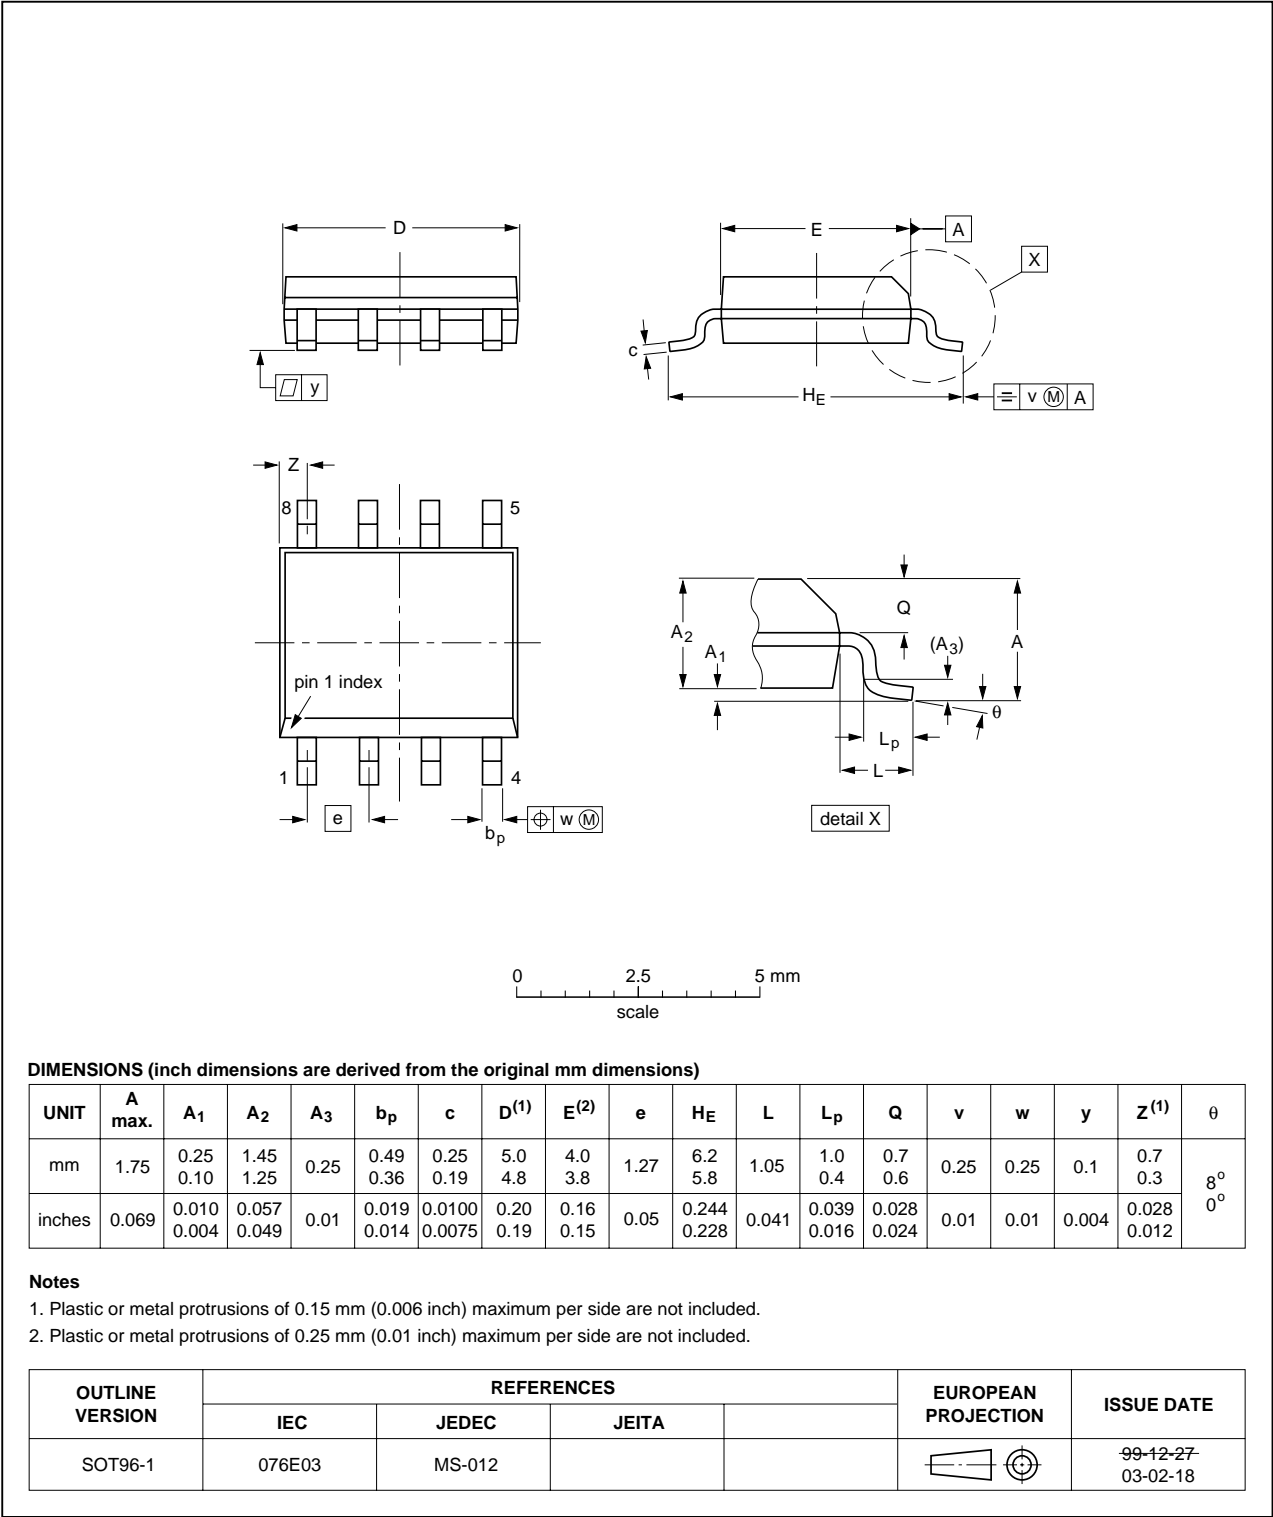 D
E
A
X
c
y
HE
v M A
Z
8
5
pin 1 index
1
4
e
bp
w M
Q
A2
A1
(A3)
A
θ
Lp
L
detail X
0 2.5 5 mm
scale
DIMENSIONS (inch dimensions are derived from the original mm dimensions)
UNIT A max. A1 A2 A3 bp c D(1) E(2) e HE L Lp Q v w y Z(1) θ
mm 1.75 0.25 0.10 1.45 1.25 0.25 0.49 0.36 0.25 0.19 5.0 4.8 4.0 3.8 1.27 6.2 5.8 1.05 1.0 0.4 0.7 0.6 0.25 0.25 0.1 0.7 0.3 8° 0°
inches 0.069 0.010 0.004 0.057 0.049 0.01 0.019 0.014 0.0100 0.0075 0.20 0.19 0.16 0.15 0.05 0.244 0.228 0.041 0.039 0.016 0.028 0.024 0.01 0.01 0.004 0.028 0.012
Notes
1. Plastic or metal protrusions of 0.15 mm (0.006 inch) maximum per side are not included.
2. Plastic or metal protrusions of 0.25 mm (0.01 inch) maximum per side are not included.
OUTLINE VERSION REFERENCES EUROPEAN PROJECTION ISSUE DATE
IEC JEDEC JEITA
SOT96-1 076E03 MS-012 99-12-27
03-02-18